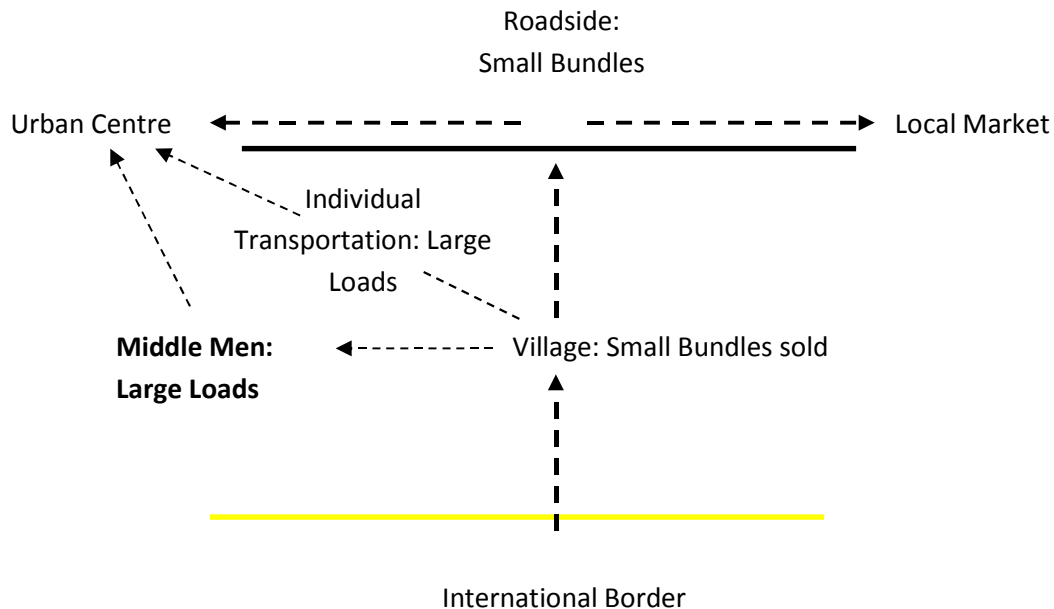 Roadside:
Small Bundles
Urban Centre
Local Market
Individual
Transportation: Large
Loads
Middle Men:
Large Loads
Village: Small Bundles sold
International Border